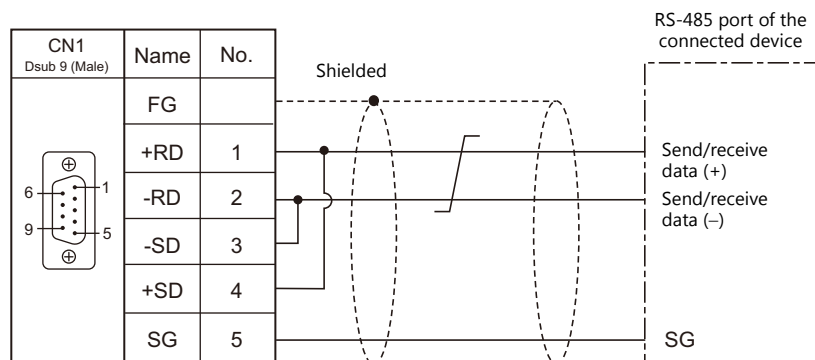 RS-485 port of the
connected device
CN1
Dsub 9 (Male)
Name
No.
Shielded
FG
+RD
1
Send/receive
data (+)
-RD
2
Send/receive
data (−)
6
1
9
5
-SD
3
+SD
4
SG
5
SG